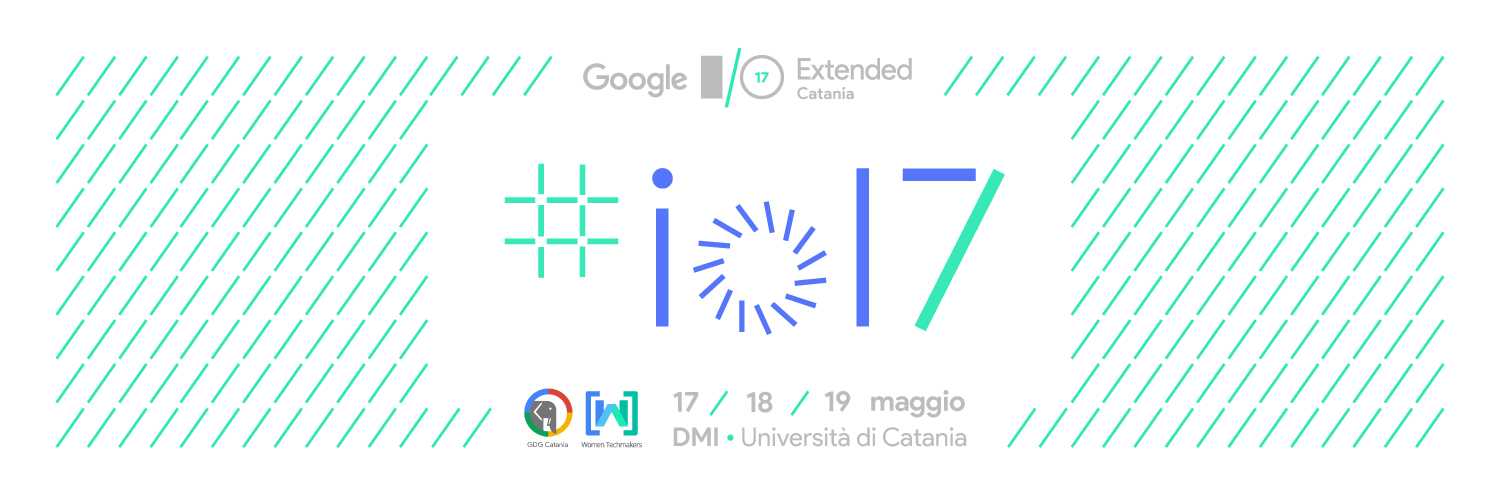 Google I/O 17 Extended
Catania
#io17
17 / 18 / 19 maggio
DMI • Università di Catania
GDG Catania
[W] Women Techmakers